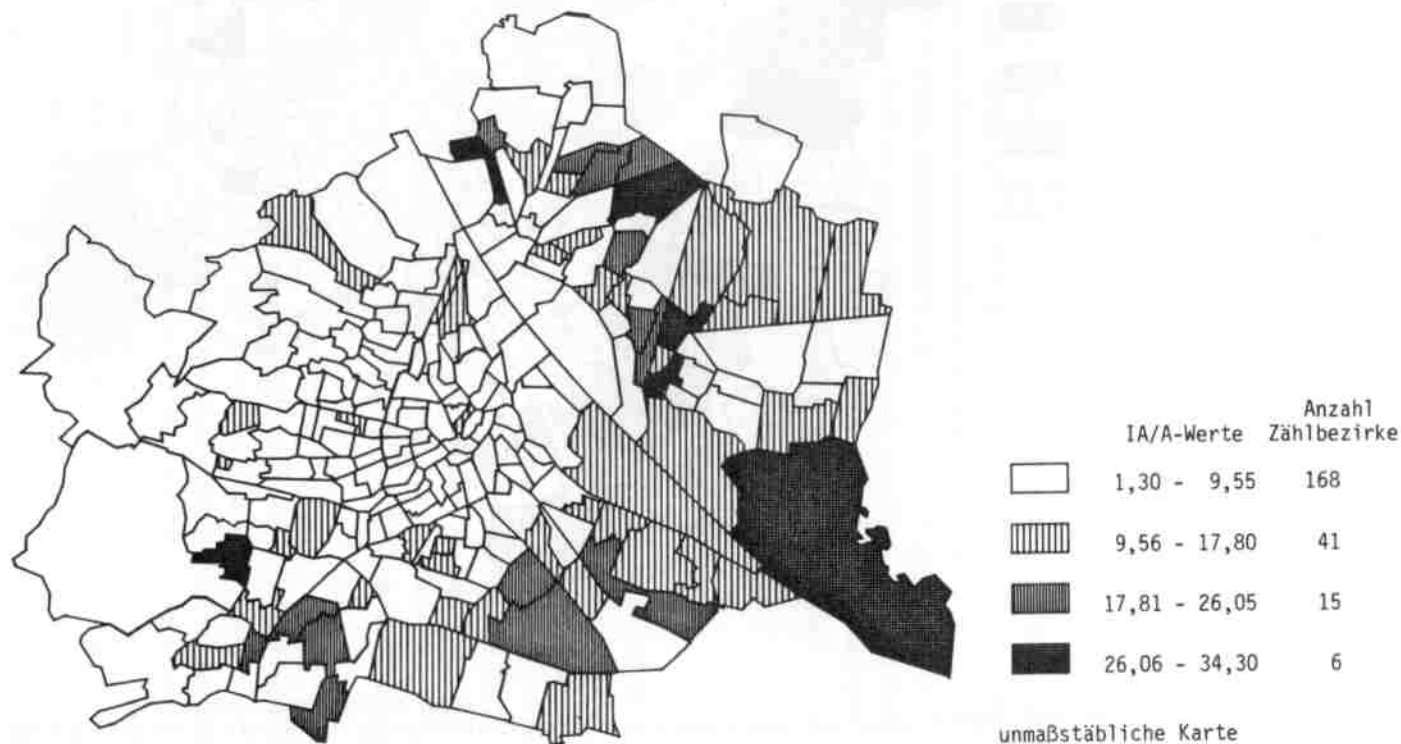 Anzahl
IA/A-Werte Zählbezirke
1,30 - 9,55 168
9,56 - 17,80 41
17,81 - 26,05 15
26,06 - 34,30 6
unmaßstäbliche Karte